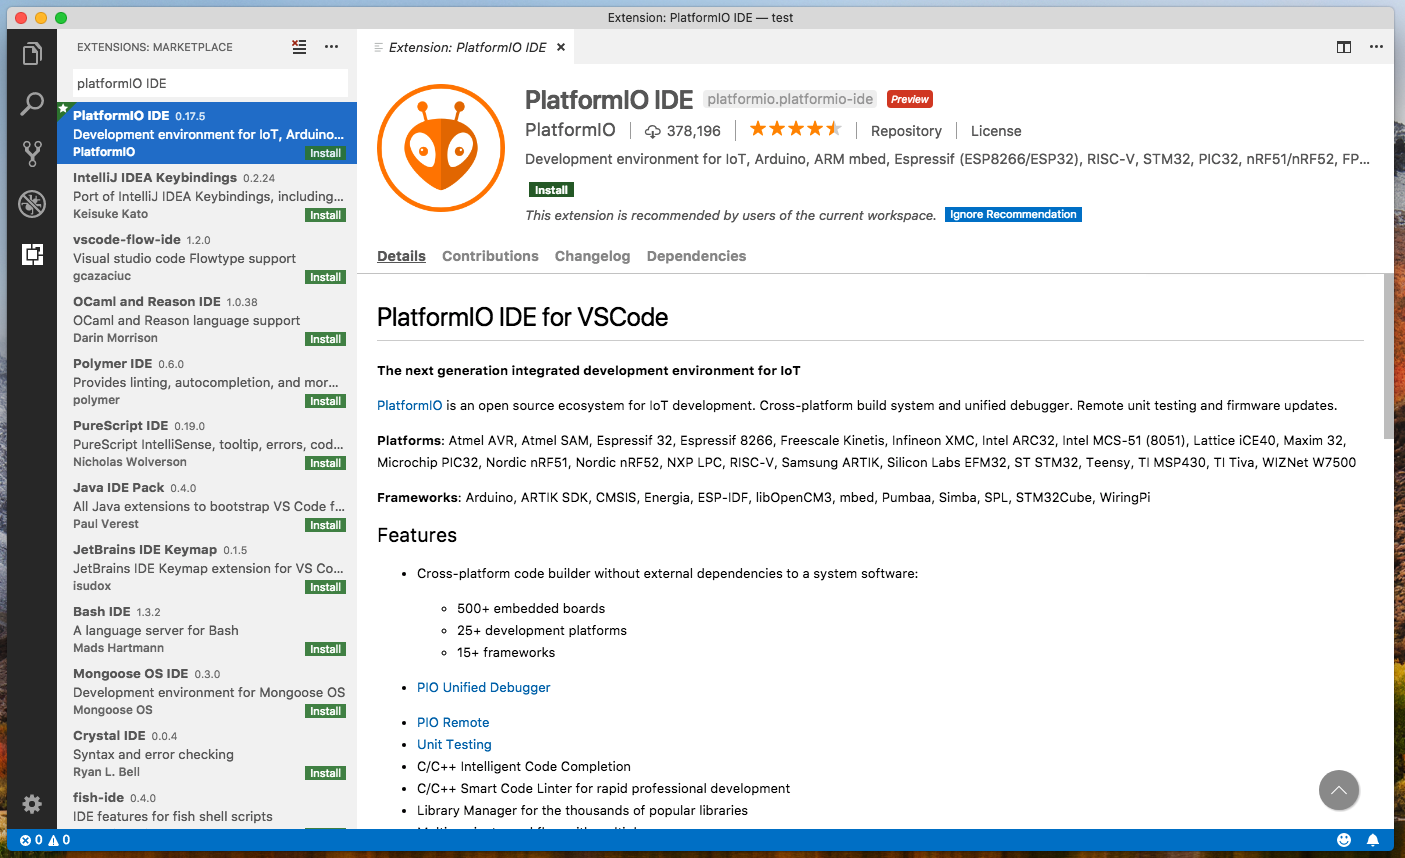 Extension: PlatformIO IDE — test
EXTENSIONS: MARKETPLACE
platformIO IDE
PlatformIO IDE 0.17.5
Development environment for IoT, Arduino...
PlatformIO
Install
IntelliJ IDEA Keybindings 0.2.24
Port of IntelliJ IDEA Keybindings, including...
Keisuke Kato
Install
vscode-flow-ide 1.2.0
Visual studio code Flowtype support
gcazaciuc
Install
OCaml and Reason IDE 1.0.38
OCaml and Reason language support
Darin Morrison
Install
Polymer IDE 0.6.0
Provides linting, autocompletion, and mor...
polymer
Install
PureScript IDE 0.19.0
PureScript IntelliSense, tooltip, errors, cod...
Nicholas Wolverson
Install
Java IDE Pack 0.4.0
All Java extensions to bootstrap VS Code f...
Paul Verest
Install
JetBrains IDE Keymap 0.1.5
JetBrains IDE Keymap extension for VS Co...
isudox
Install
Bash IDE 1.3.2
A language server for Bash
Mads Hartmann
Install
Mongoose OS IDE 0.3.0
Development environment for Mongoose OS
Mongoose OS
Install
Crystal IDE 0.0.4
Syntax and error checking
Ryan L. Bell
Install
fish-ide 0.4.0
IDE features for fish shell scripts
Extension: PlatformIO IDE
PlatformIO IDE platformio.platformio-ide Preview
PlatformIO 378,196 Repository License
Development environment for IoT, Arduino, ARM mbed, Espressif (ESP8266/ESP32), RISC-V, STM32, PIC32, nRF51/nRF52, FP...
Install
This extension is recommended by users of the current workspace. Ignore Recommendation
Details Contributions Changelog Dependencies
PlatformIO IDE for VSCode
The next generation integrated development environment for IoT
PlatformIO is an open source ecosystem for IoT development. Cross-platform build system and unified debugger. Remote unit testing and firmware updates.
Platforms: Atmel AVR, Atmel SAM, Espressif 32, Espressif 8266, Freescale Kinetis, Infineon XMC, Intel ARC32, Intel MCS-51 (8051), Lattice iCE40, Maxim 32,
Microchip PIC32, Nordic nRF51, Nordic nRF52, NXP LPC, RISC-V, Samsung ARTIK, Silicon Labs EFM32, ST STM32, Teensy, TI MSP430, TI Tiva, WIZNet W7500
Frameworks: Arduino, ARTIK SDK, CMSIS, Energia, ESP-IDF, libOpenCM3, mbed, Pumbaa, Simba, SPL, STM32Cube, WiringPi
Features
• Cross-platform code builder without external dependencies to a system software:
◦ 500+ embedded boards
◦ 25+ development platforms
◦ 15+ frameworks
• PIO Unified Debugger
• PIO Remote
• Unit Testing
• C/C++ Intelligent Code Completion
• C/C++ Smart Code Linter for rapid professional development
• Library Manager for the thousands of popular libraries
0 0